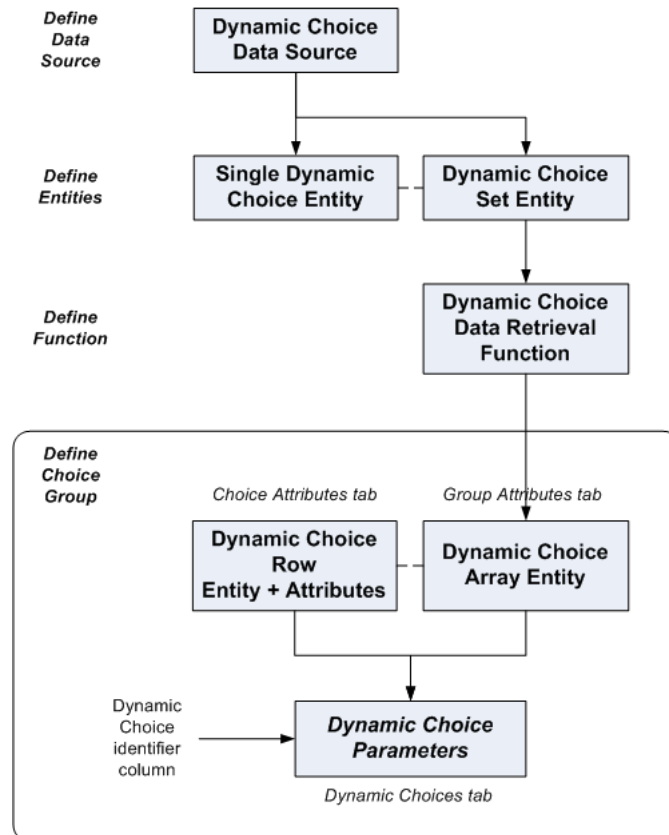 Define
Data
Source
Dynamic Choice
Data Source
Define
Entities
Single Dynamic
Choice Entity
Dynamic Choice
Set Entity
Define
Function
Dynamic Choice
Data Retrieval
Function
Define
Choice
Group
Choice Attributes tab
Group Attributes tab
Dynamic Choice
Row
Entity + Attributes
Dynamic Choice
Array Entity
Dynamic
Choice
identifier
column
Dynamic Choice
Parameters
Dynamic Choices tab